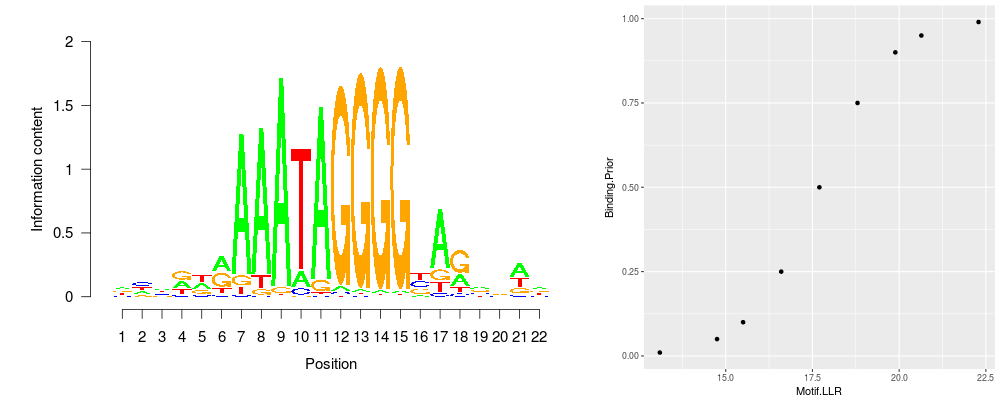 2
1.5
1
0.5
0
Information content
1 2 3 4 5 6 7 8 9 10 11 12 13 14 15 16 17 18 19 20 21 22
Position
A A A T A G G G G A G A
1.00
0.75
0.50
0.25
0.00
Binding.Prior
15.0 17.5 20.0 22.5
Motif.LLR